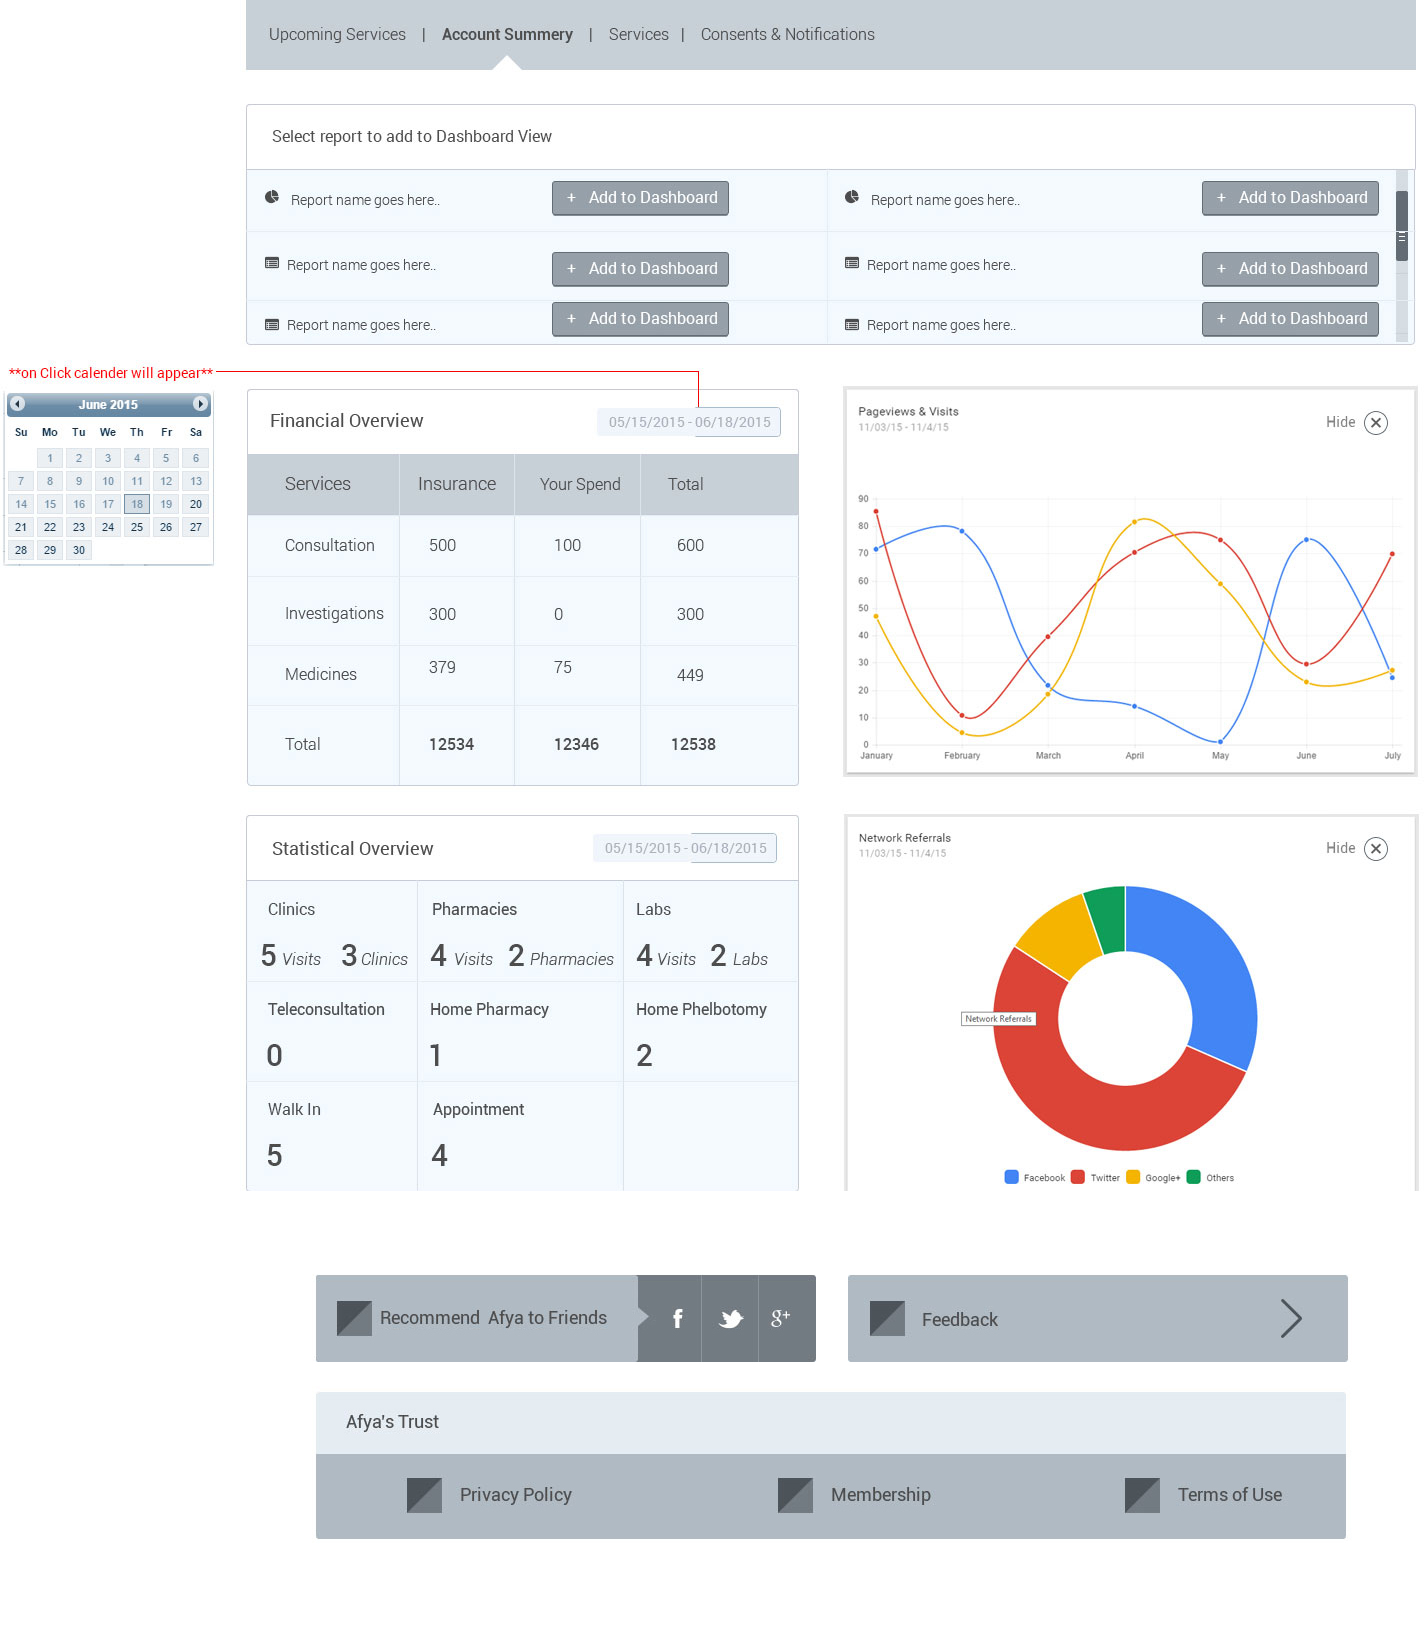 Upcoming Services | Account Summery | Services | Consents & Notifications
Select report to add to Dashboard View
Report name goes here.. + Add to Dashboard Report name goes here.. + Add to Dashboard
Report name goes here.. + Add to Dashboard Report name goes here.. + Add to Dashboard
Report name goes here.. + Add to Dashboard Report name goes here.. + Add to Dashboard
**on Click calender will appear**
June 2015
Su Mo Tu We Th Fr Sa
1 2 3 4 5 6
7 8 9 10 11 12 13
14 15 16 17 18 19 20
21 22 23 24 25 26 27
28 29 30
Financial Overview 05/15/2015 - 06/18/2015
Services Insurance Your Spend Total
Consultation 500 100 600
Investigations 300 0 300
Medicines 379 75 449
Total 12534 12346 12538
Pageviews & Visits
11/03/15 - 11/4/15
Hide
90
80
70
60
50
40
30
20
10
0
January February March April May June July
Statistical Overview 05/15/2015 - 06/18/2015
Clinics Pharmacies Labs
5 Visits 3 Clinics 4 Visits 2 Pharmacies 4 Visits 2 Labs
Teleconsultation Home Pharmacy Home Phelbotomy
0 1 2
Walk In Appointment
5 4
Network Referrals
11/03/15 - 11/4/15
Hide
Network Referrals
Facebook Twitter Google+ Others
Recommend Afya to Friends f g+
Feedback
Afya's Trust
Privacy Policy Membership Terms of Use